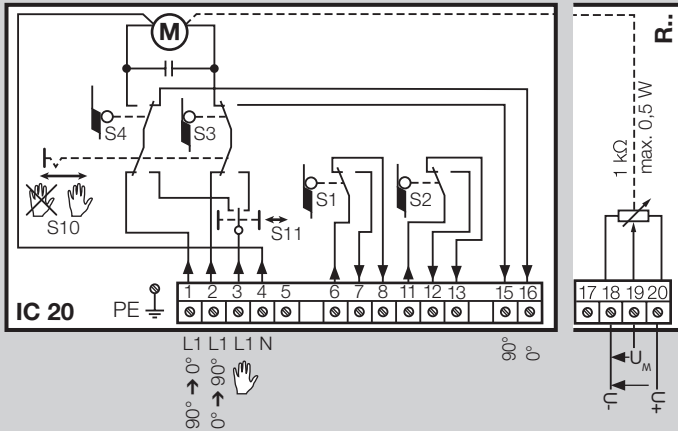 M
R..
S4
S3
1 kΩ
max. 0,5 W
S1
S2
S10
S11
1 2 3 4 5 6 7 8 11 12 13 15 16
17 18 19 20
IC 20
PE
L1 L1 L1 N
90° → 0°
0° → 90°
90°
0°
UM
-U
+U